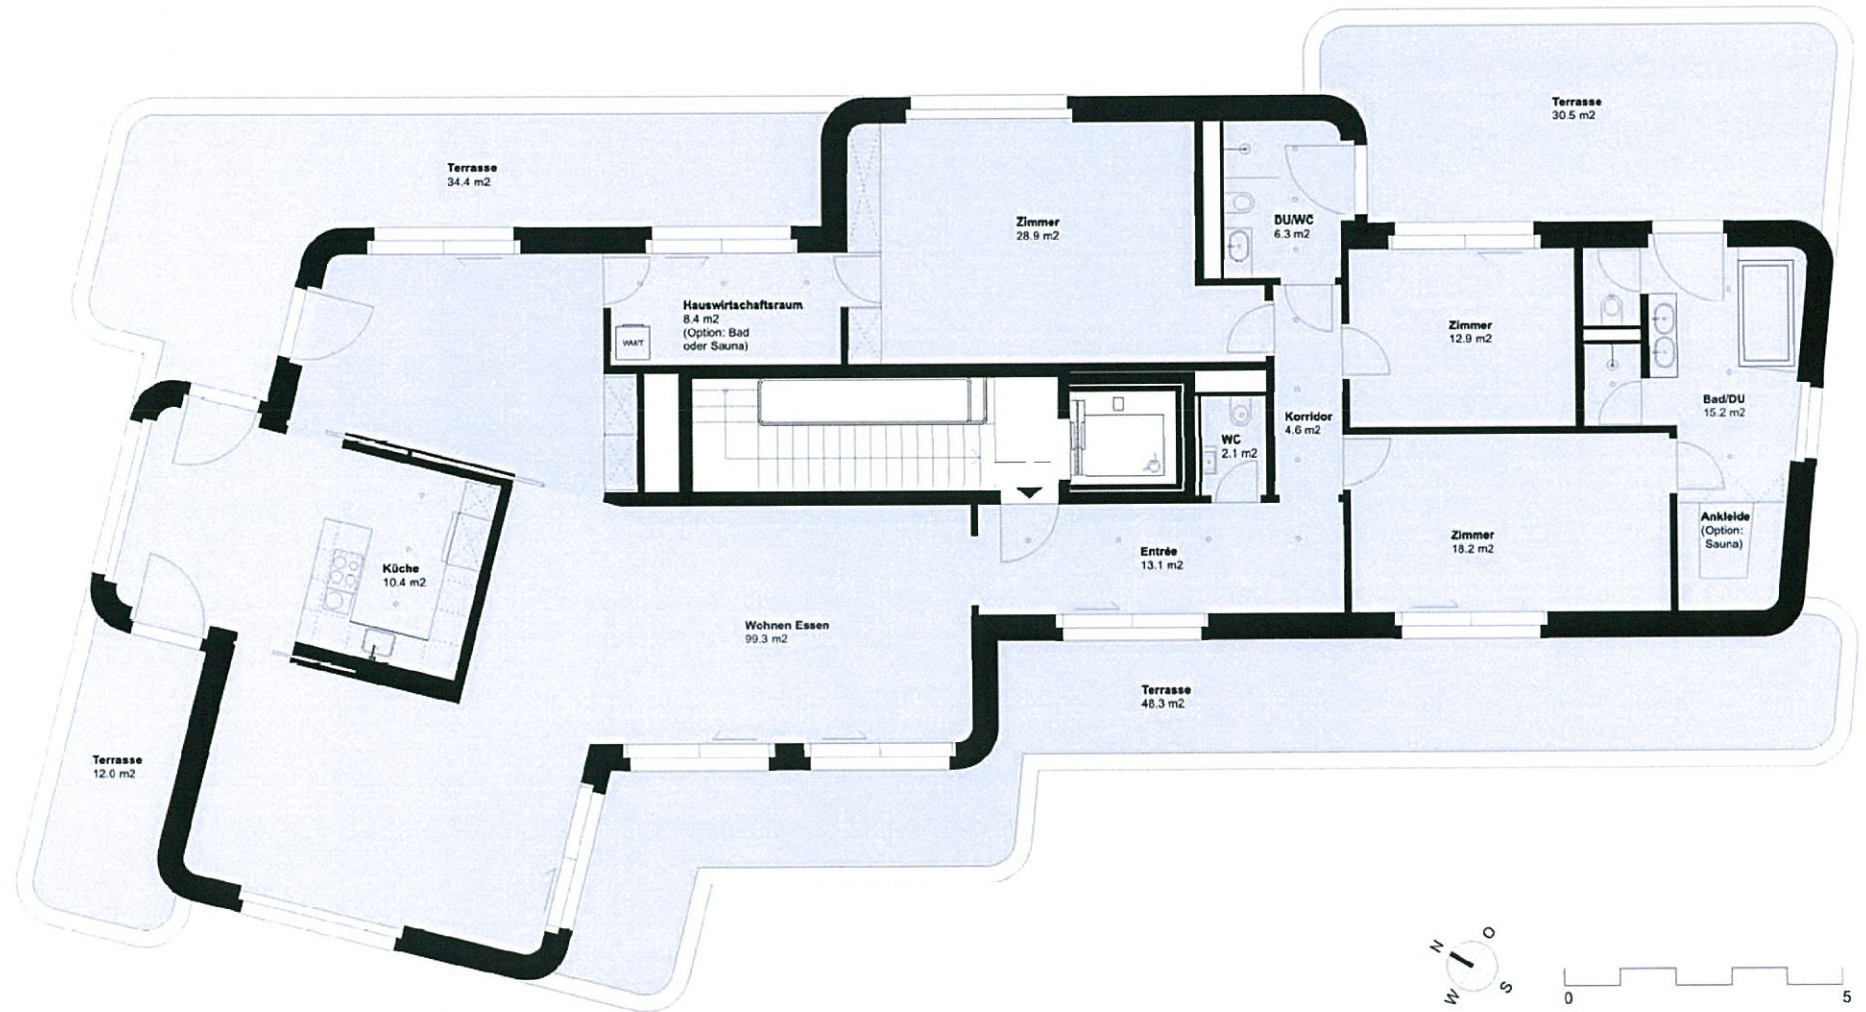 Terrasse
30.5 m2
Terrasse
34.4 m2
Zimmer
28.9 m2
DU/WC
6.3 m2
Hauswirtschaftsraum
8.4 m2
(Option: Bad
oder Sauna)
WM/T
Zimmer
12.9 m2
Bad/DU
15.2 m2
Korridor
4.6 m2
WC
2.1 m2
Ankleide
(Option:
Sauna)
Zimmer
18.2 m2
Entrée
13.1 m2
Küche
10.4 m2
Wohnen Essen
99.3 m2
Terrasse
48.3 m2
Terrasse
12.0 m2
N O
W S
0 5